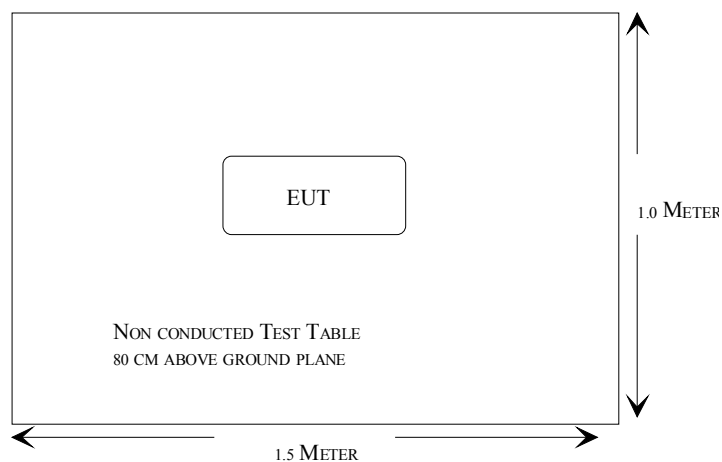 EUT
1.0 METER
NON CONDUCTED TEST TABLE
80 CM ABOVE GROUND PLANE
1.5 METER